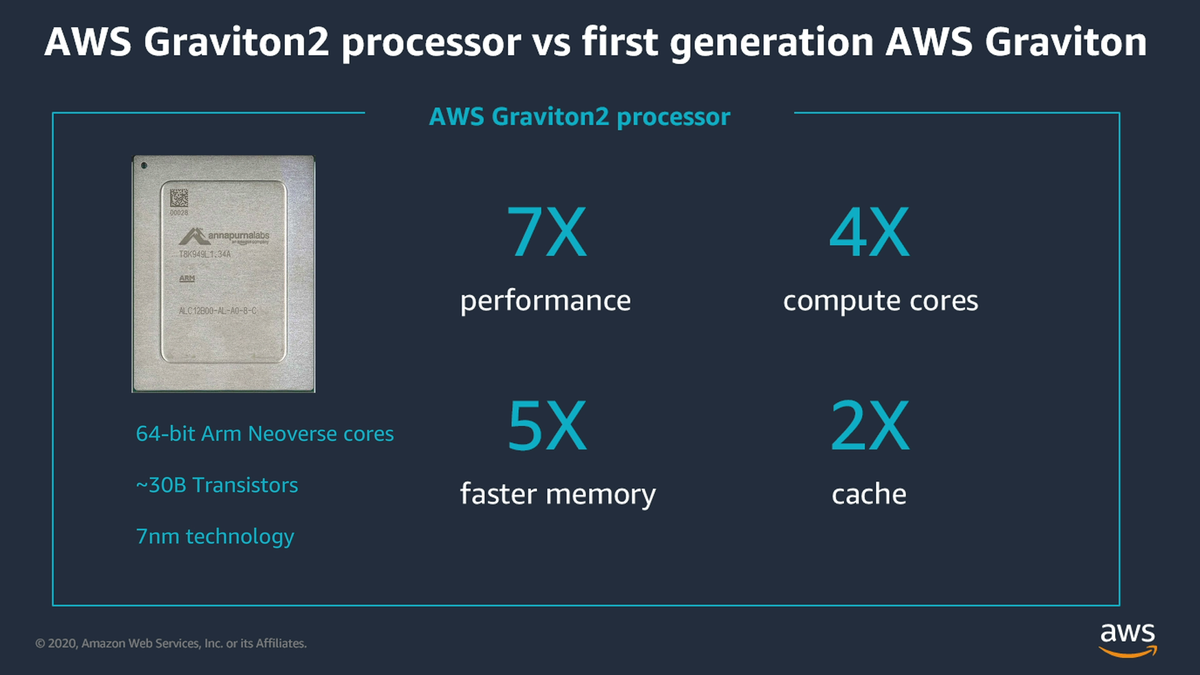 AWS Graviton2 processor vs first generation AWS Graviton
AWS Graviton2 processor
00028
annapurnalabs
T8K949L1.34A
ARM
ALC12B00-AL-A0-B-C
64-bit Arm Neoverse cores
~30B Transistors
7nm technology
7X
performance
4X
compute cores
5X
faster memory
2X
cache
© 2020, Amazon Web Services, Inc. or its Affiliates.
aws